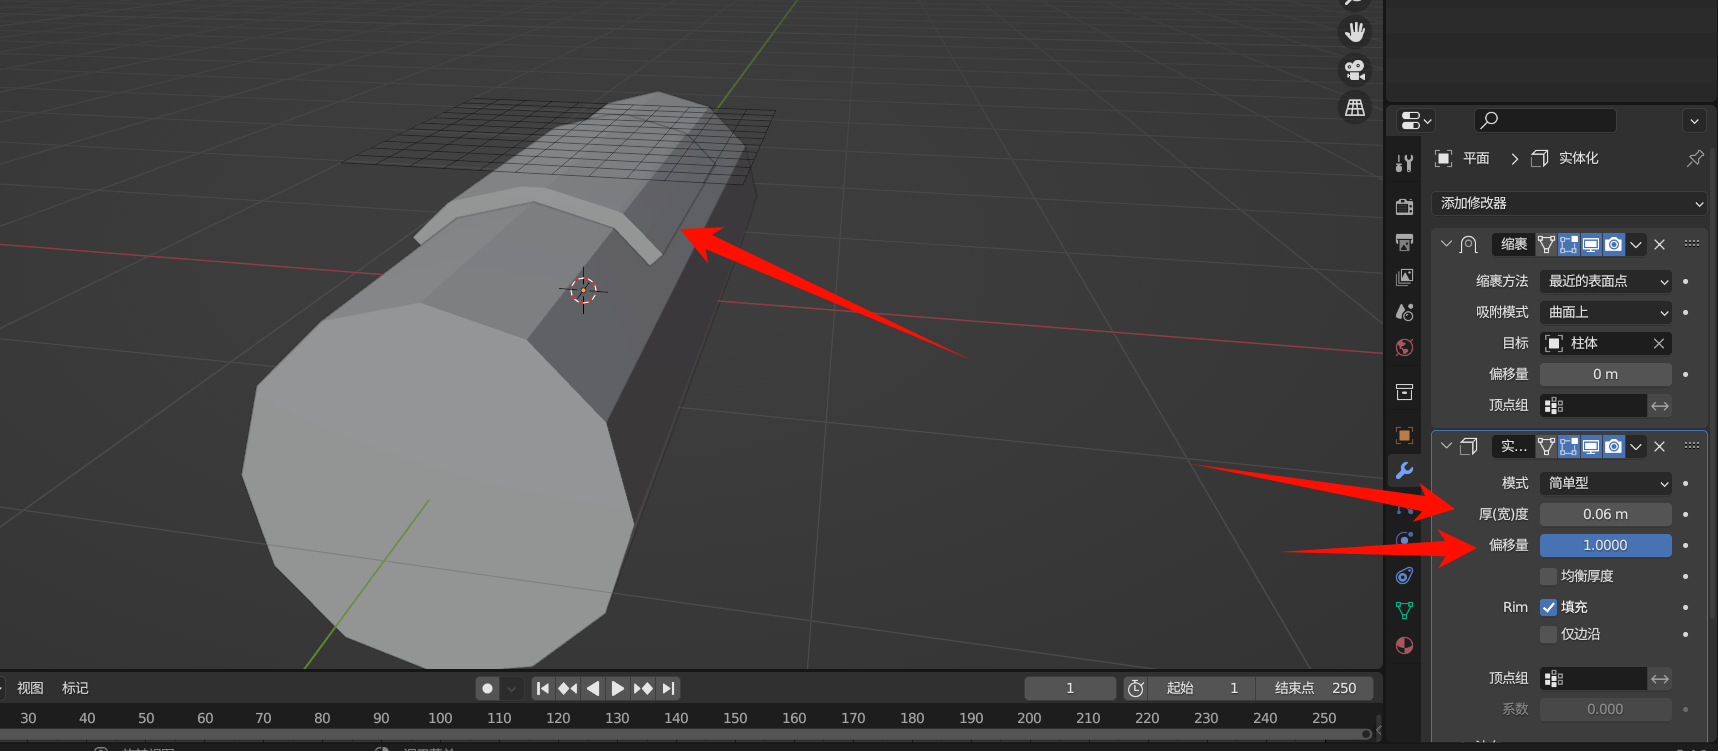 平面 > 实体化
添加修改器
缩裹
缩裹方法 最近的表面点
吸附模式 曲面上
目标 柱体
偏移量 0 m
顶点组
实...
模式 简单型
厚(宽)度 0.06 m
偏移量 1.0000
均衡厚度
Rim 填充
仅边沿
顶点组
系数 0.000
视图 标记 1 起始 1 结束点 250
30 40 50 60 70 80 90 100 110 120 130 140 150 160 170 180 190 200 210 220 230 240 250